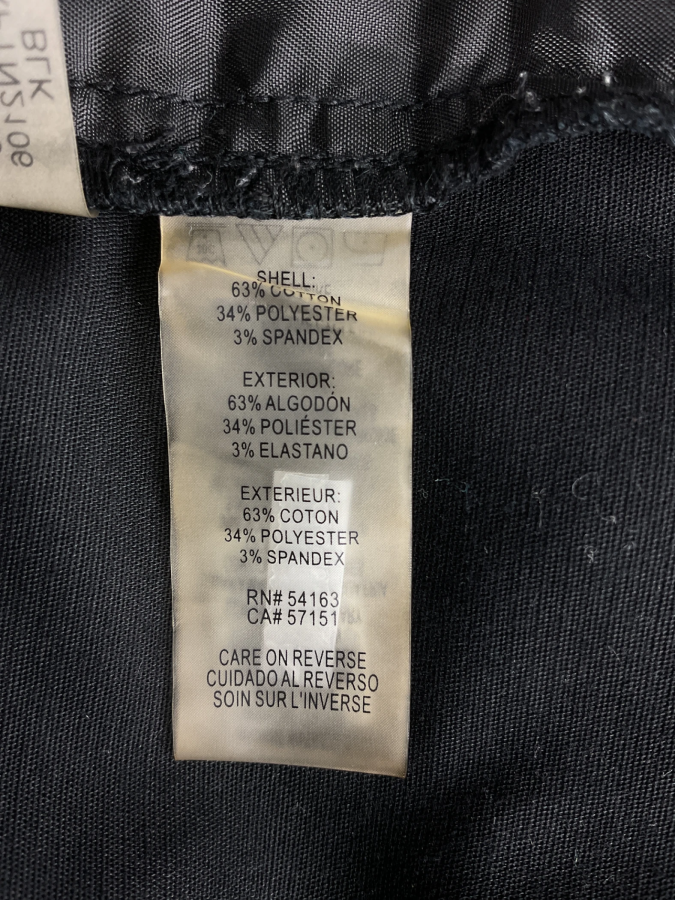 BLK
SHELL:
63% COTTON
34% POLYESTER
3% SPANDEX
EXTERIOR:
63% ALGODÓN
34% POLIÉSTER
3% ELASTANO
EXTERIEUR:
63% COTON
34% POLYESTER
3% SPANDEX
RN# 54163
CA# 57151
CARE ON REVERSE
CUIDADO AL REVERSO
SOIN SUR L'INVERSE